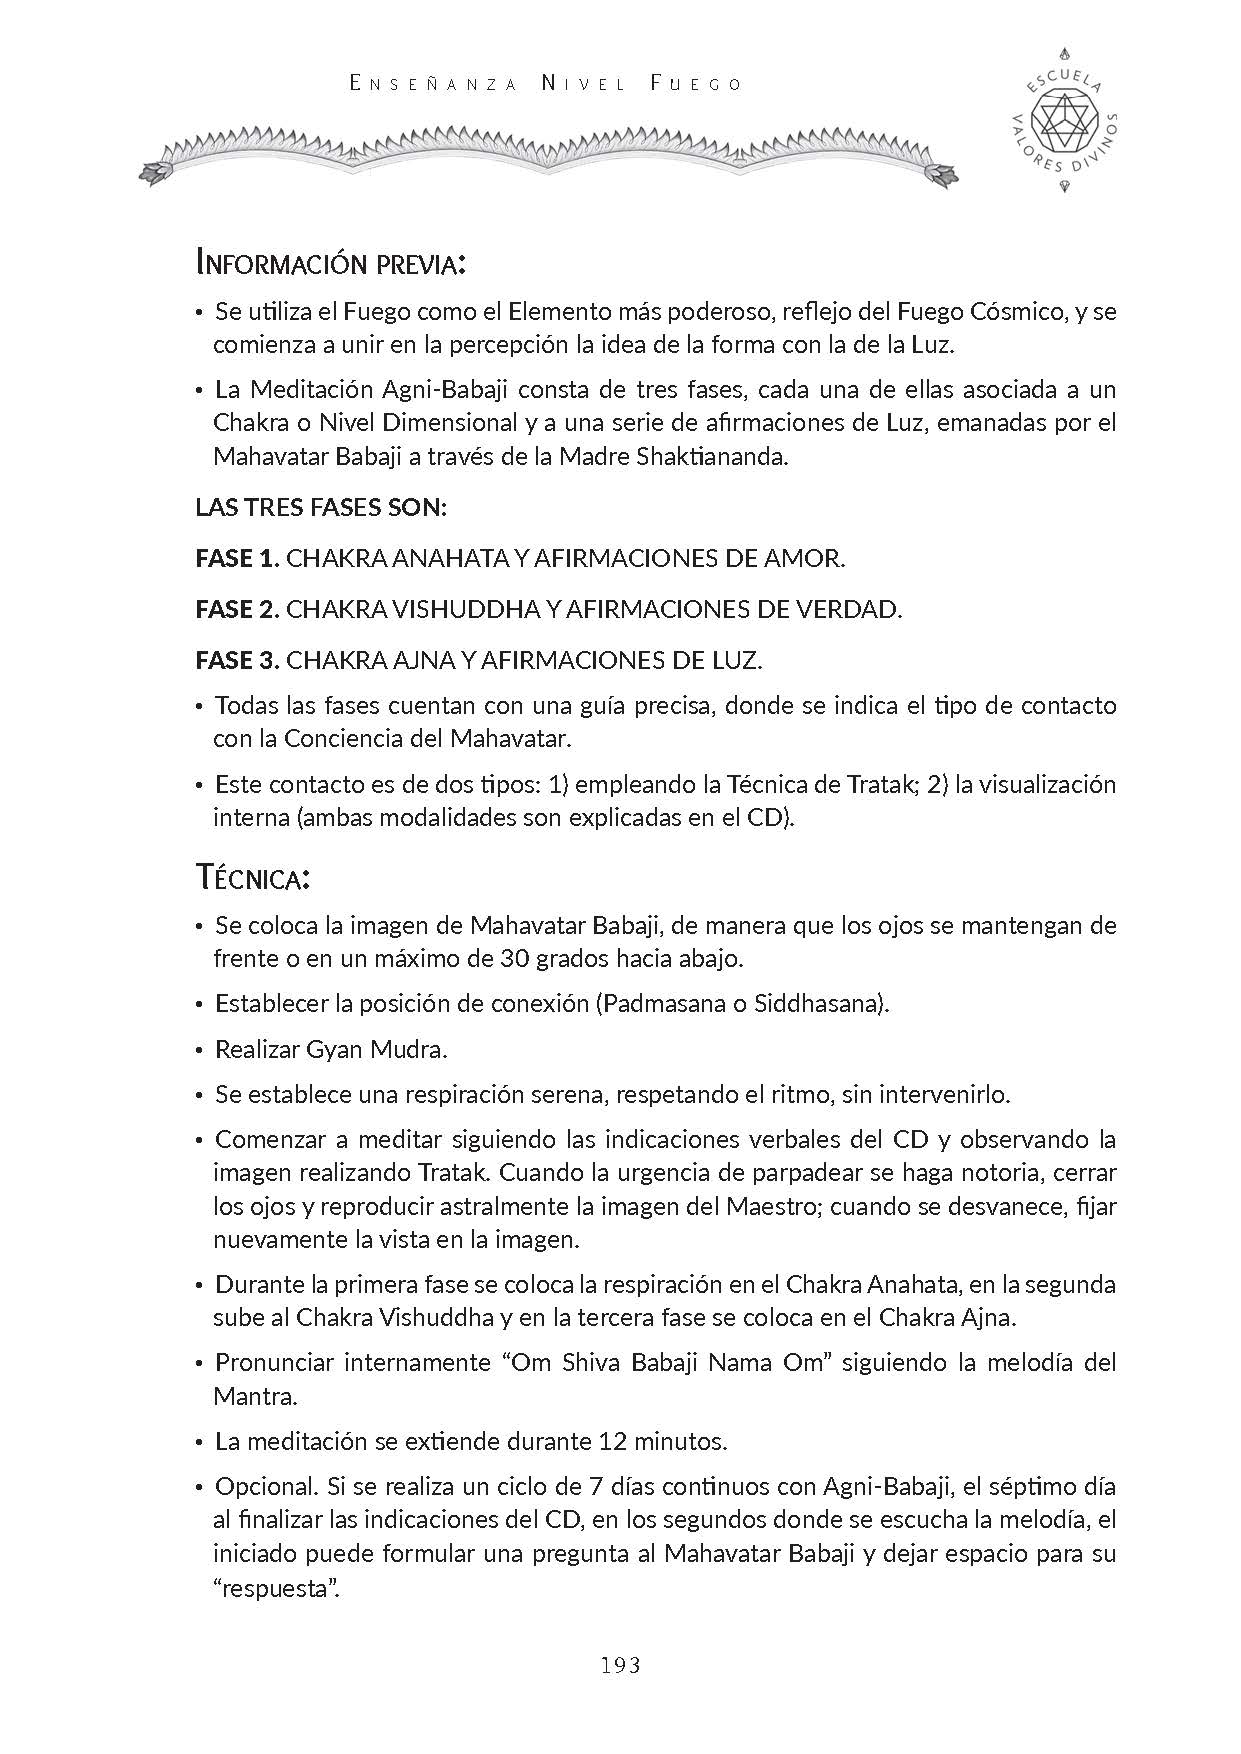 Enseñanza Nivel Fuego
ESCUELA
VALORES DIVINOS
Información previa:
• Se utiliza el Fuego como el Elemento más poderoso, reflejo del Fuego Cósmico, y se
comienza a unir en la percepción la idea de la forma con la de la Luz.
• La Meditación Agni-Babaji consta de tres fases, cada una de ellas asociada a un
Chakra o Nivel Dimensional y a una serie de afirmaciones de Luz, emanadas por el
Mahavatar Babaji a través de la Madre Shaktiananda.
LAS TRES FASES SON:
FASE 1. CHAKRA ANAHATA Y AFIRMACIONES DE AMOR.
FASE 2. CHAKRA VISHUDDHA Y AFIRMACIONES DE VERDAD.
FASE 3. CHAKRA AJNA Y AFIRMACIONES DE LUZ.
• Todas las fases cuentan con una guía precisa, donde se indica el tipo de contacto
con la Conciencia del Mahavatar.
• Este contacto es de dos tipos: 1) empleando la Técnica de Tratak; 2) la visualización
interna (ambas modalidades son explicadas en el CD).
Técnica:
• Se coloca la imagen de Mahavatar Babaji, de manera que los ojos se mantengan de
frente o en un máximo de 30 grados hacia abajo.
• Establecer la posición de conexión (Padmasana o Siddhasana).
• Realizar Gyan Mudra.
• Se establece una respiración serena, respetando el ritmo, sin intervenirlo.
• Comenzar a meditar siguiendo las indicaciones verbales del CD y observando la
imagen realizando Tratak. Cuando la urgencia de parpadear se haga notoria, cerrar
los ojos y reproducir astralmente la imagen del Maestro; cuando se desvanece, fijar
nuevamente la vista en la imagen.
• Durante la primera fase se coloca la respiración en el Chakra Anahata, en la segunda
sube al Chakra Vishuddha y en la tercera fase se coloca en el Chakra Ajna.
• Pronunciar internamente “Om Shiva Babaji Nama Om” siguiendo la melodía del
Mantra.
• La meditación se extiende durante 12 minutos.
• Opcional. Si se realiza un ciclo de 7 días continuos con Agni-Babaji, el séptimo día
al finalizar las indicaciones del CD, en los segundos donde se escucha la melodía, el
iniciado puede formular una pregunta al Mahavatar Babaji y dejar espacio para su
“respuesta”.
193